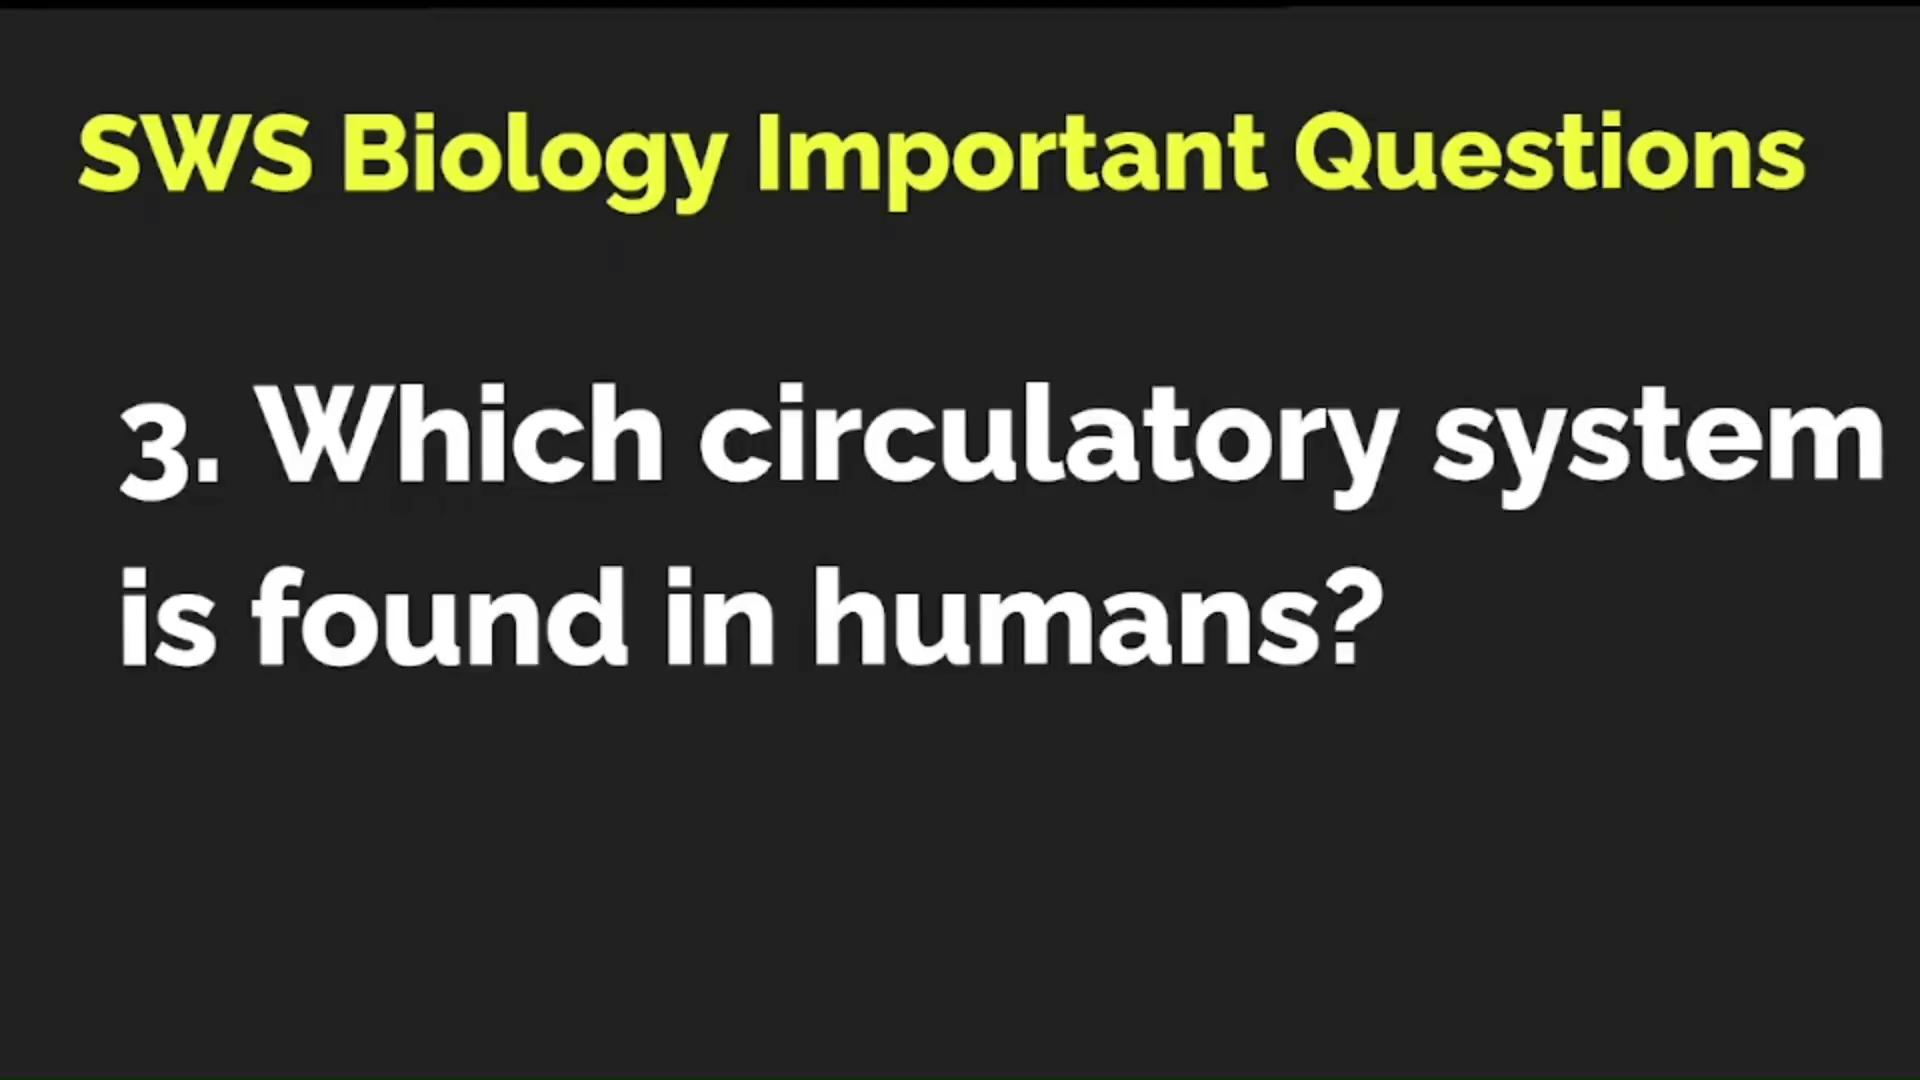 SWS Biology Important Questions
3. Which circulatory system
is found in humans?